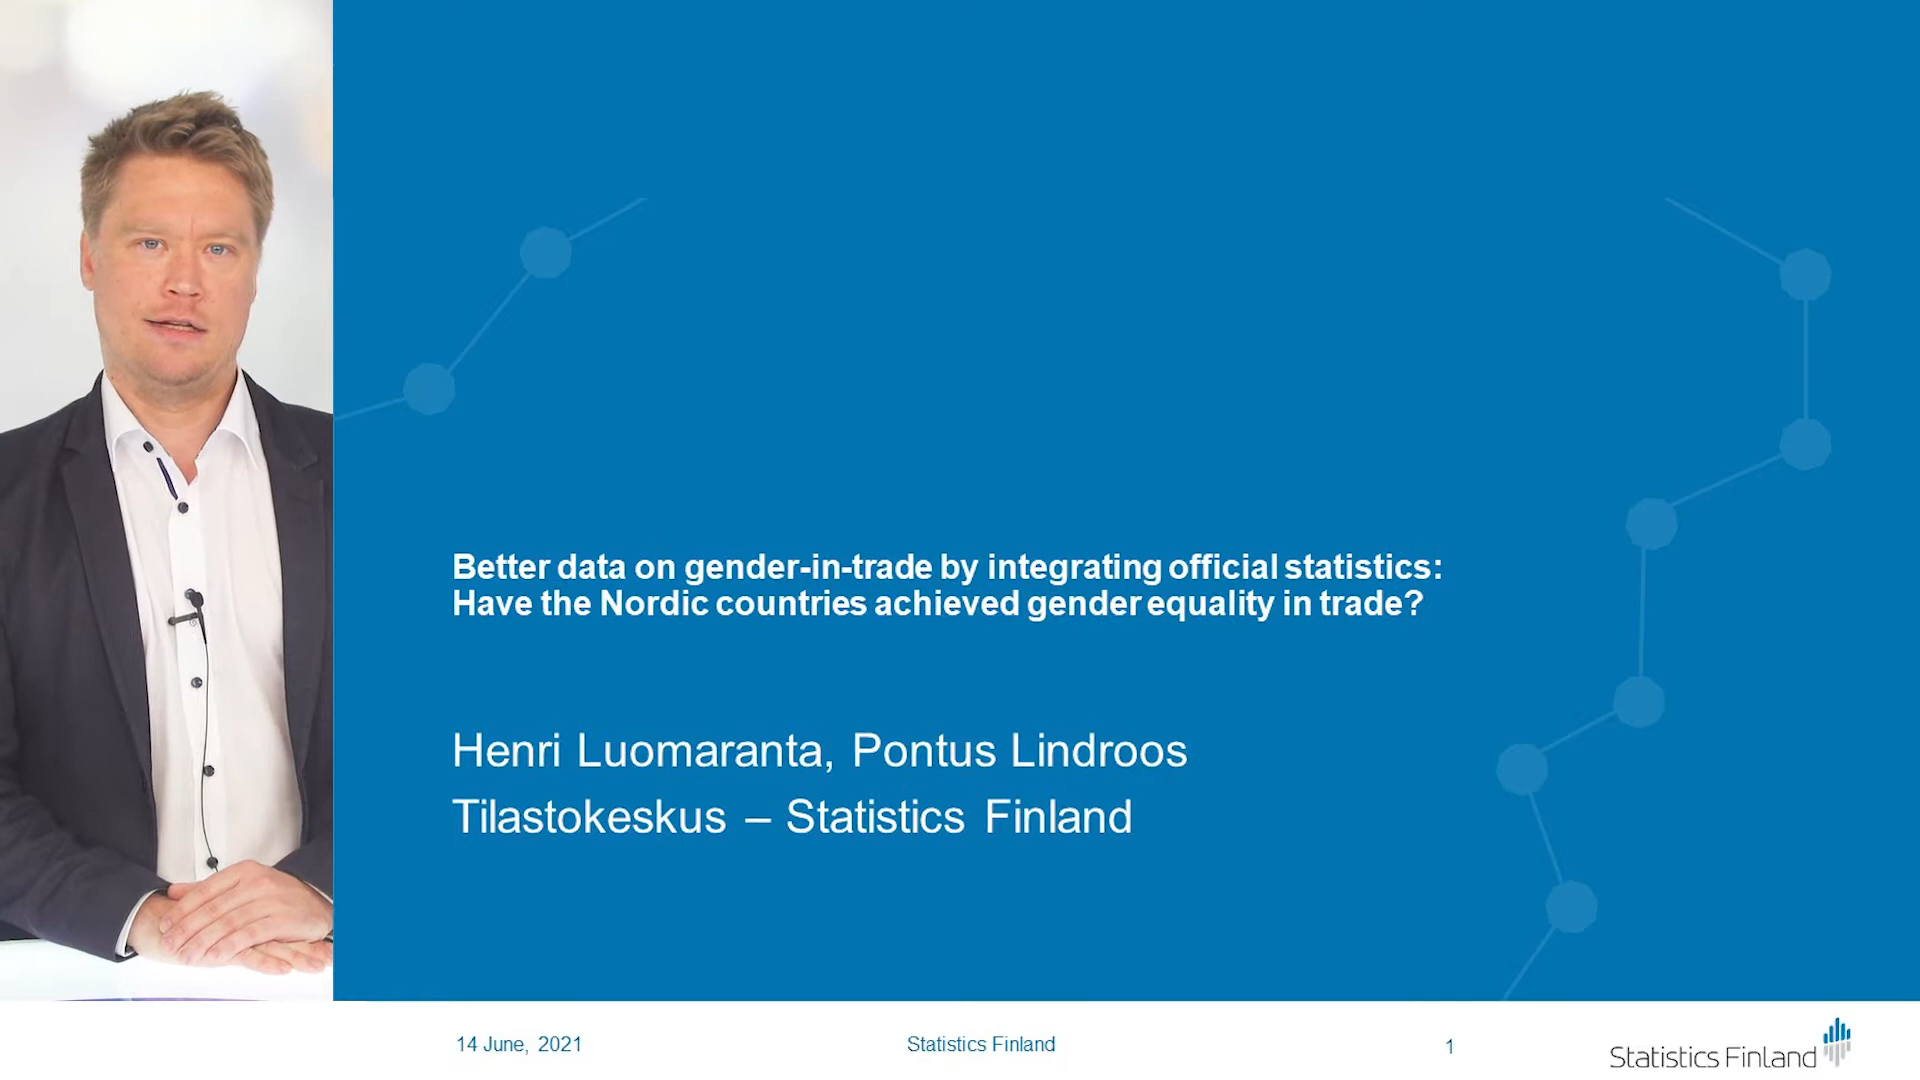 Better data on gender-in-trade by integrating official statistics:
Have the Nordic countries achieved gender equality in trade?
Henri Luomaranta, Pontus Lindroos
Tilastokeskus – Statistics Finland
14 June, 2021
Statistics Finland
1
Statistics Finland